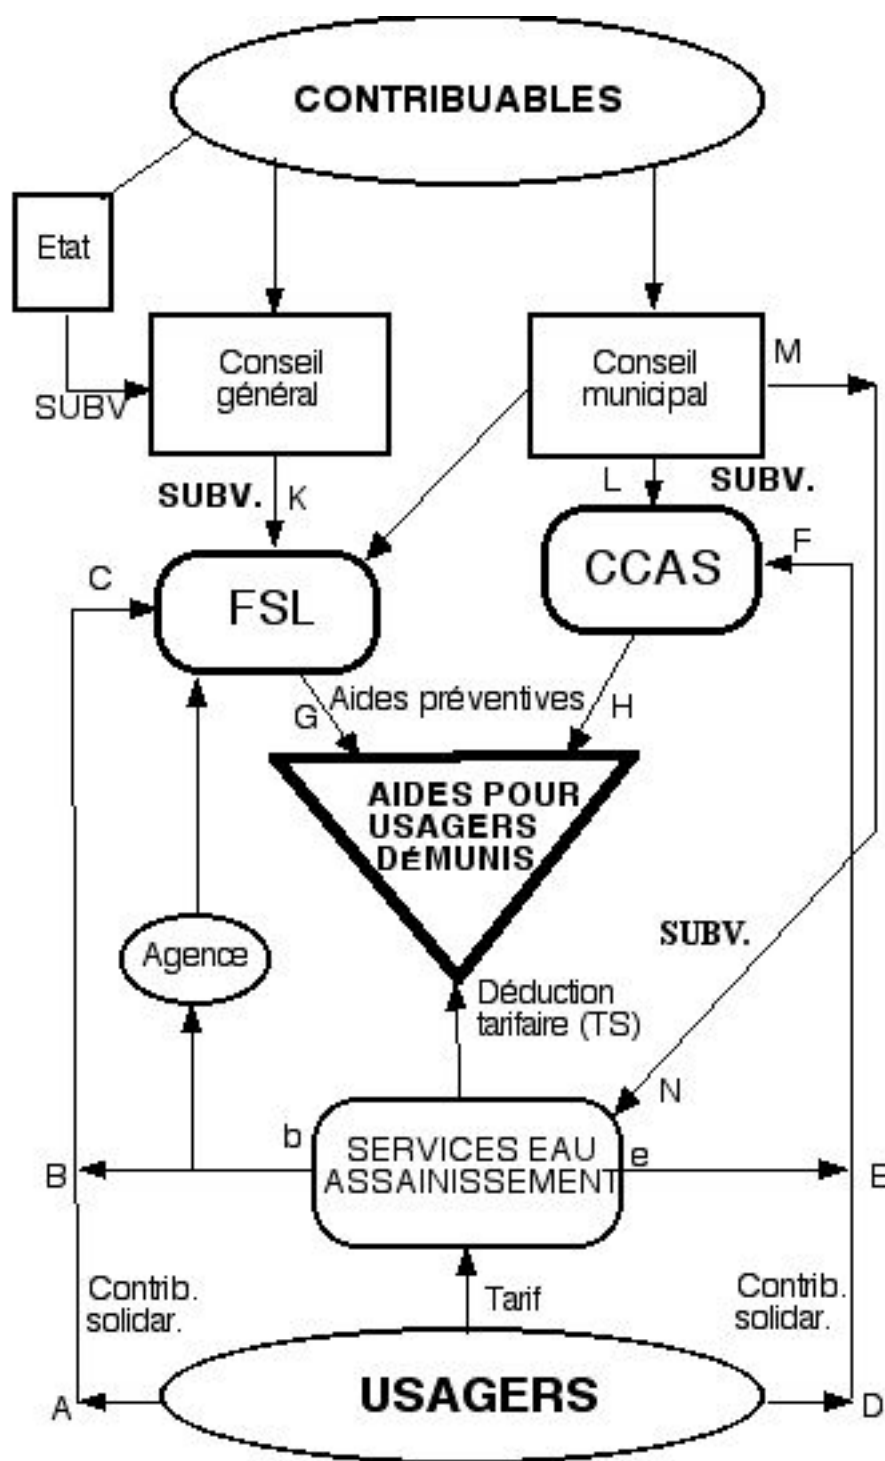 CONTRIBUABLES
Etat
Conseil
général
Conseil
municipal
M
SUBV
SUBV.
K
L
SUBV.
C
FSL
CCAS
F
Aides préventives
G
H
AIDES POUR
USAGERS
DÉMUNIS
Agence
SUBV.
Déduction
tarifaire (TS)
N
b
SERVICES EAU
ASSAINISSEMENT
e
B
E
Contrib.
solidar.
Tarif
Contrib.
solidar.
A
USAGERS
D